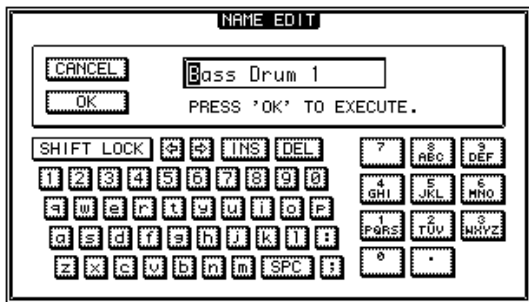 NAME EDIT
CANCEL
Bass Drum 1
OK
PRESS 'OK' TO EXECUTE.
SHIFT LOCK INS DEL
1 2 3 4 5 6 7 8 9 0
q w e r t y u i o p
a s d f g h j k l :
z x c v b n m SPC ;
7 8 ABC 9 DEF
4 GHI 5 JKL 6 MNO
1 PQRS 2 TUV 3 WXYZ
0 .